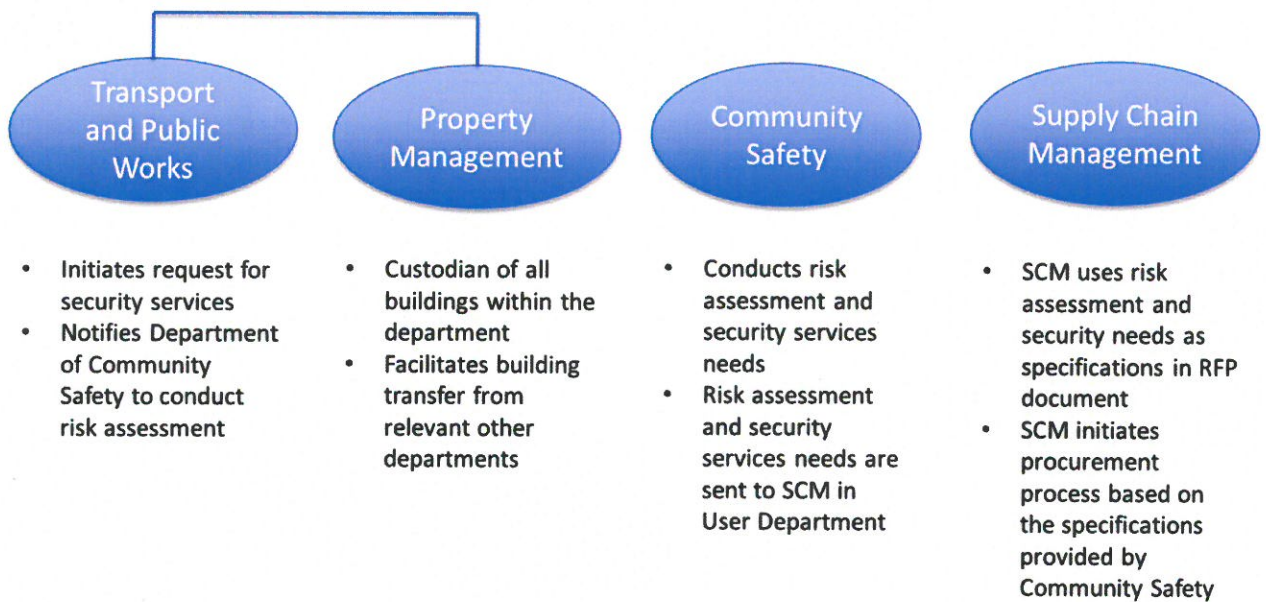 Transport
and Public
Works
Property
Management
Community
Safety
Supply Chain
Management
• Initiates request for
security services
• Notifies Department
of Community
Safety to conduct
risk assessment
• Custodian of all
buildings within the
department
• Facilitates building
transfer from
relevant other
departments
• Conducts risk
assessment and
security services
needs
• Risk assessment
and security
services needs are
sent to SCM in
User Department
• SCM uses risk
assessment and
security needs as
specifications in RFP
document
• SCM initiates
procurement
process based on
the specifications
provided by
Community Safety